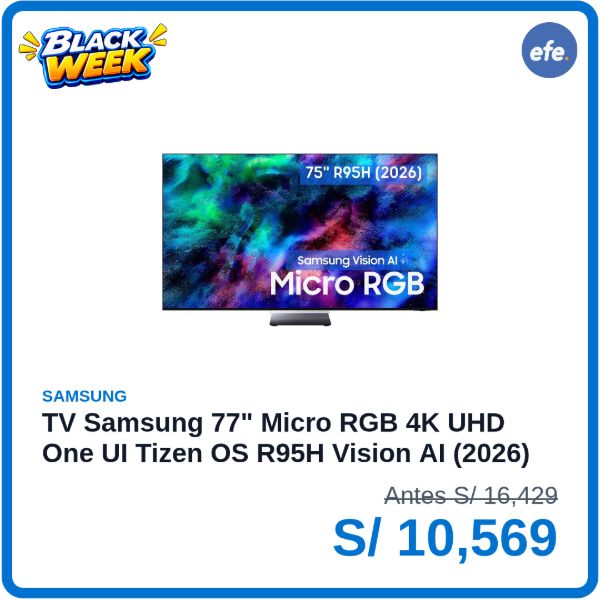 BLACK
WEEK
efe.
75" R95H (2026)
Samsung Vision AI
Micro RGB
SAMSUNG
TV Samsung 77" Micro RGB 4K UHD
One UI Tizen OS R95H Vision AI (2026)
Antes S/ 16,429
S/ 10,569